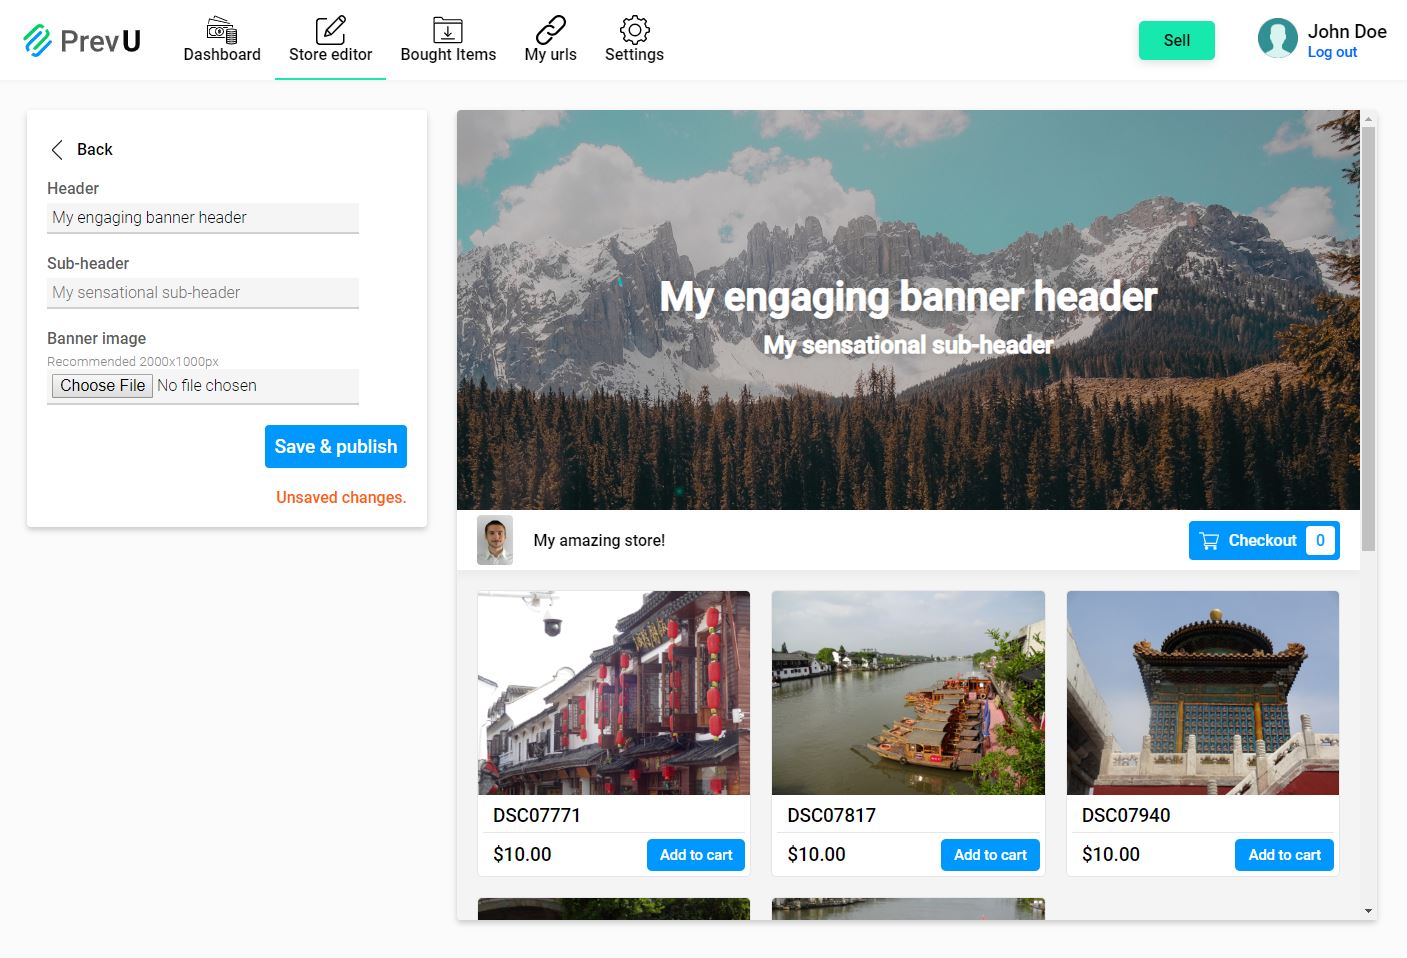 PrevU
Dashboard
Store editor
Bought Items
My urls
Settings
Sell
John Doe
Log out
Back
Header
My engaging banner header
Sub-header
My sensational sub-header
Banner image
Recommended 2000x1000px
Choose File No file chosen
Save & publish
Unsaved changes.
My engaging banner header
My sensational sub-header
My amazing store!
Checkout 0
DSC07771
$10.00 Add to cart
DSC07817
$10.00 Add to cart
DSC07940
$10.00 Add to cart